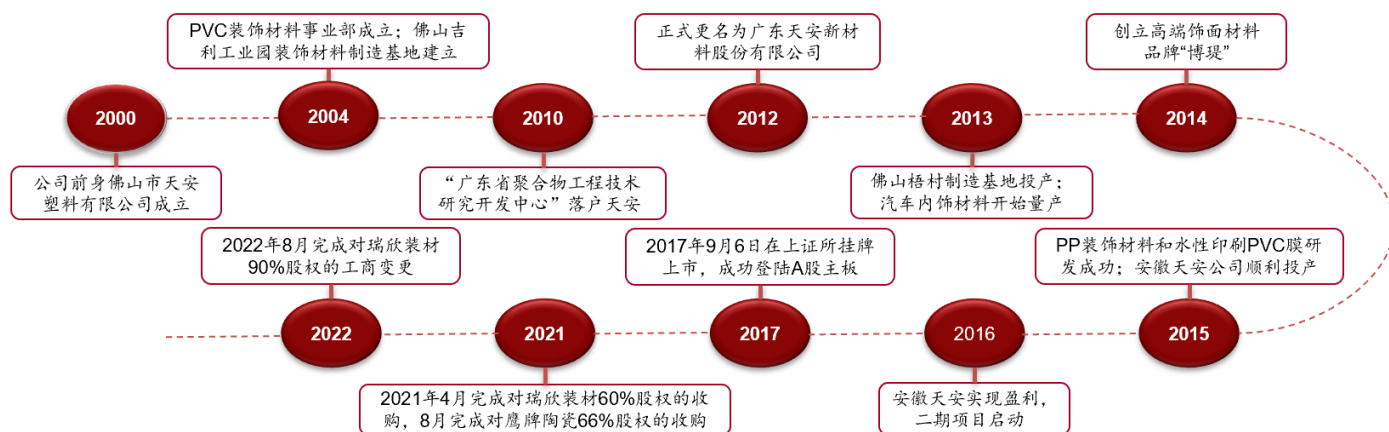 PVC装饰材料事业部成立；佛山吉
利工业园装饰材料制造基地建立
正式更名为广东天安新材
料股份有限公司
创立高端饰面材料
品牌“博瑅”
2000
2004
2010
2012
2013
2014
公司前身佛山市天安
塑料有限公司成立
“广东省聚合物工程技术
研究开发中心”落户天安
佛山梧村制造基地投产；
汽车内饰材料开始量产
2022年8月完成对瑞欣装材
90%股权的工商变更
2017年9月6日在上证所挂牌
上市，成功登陆A股主板
PP装饰材料和水性印刷PVC膜研
发成功；安徽天安公司顺利投产
2022
2021
2017
2016
2015
2021年4月完成对瑞欣装材60%股权的收
购，8月完成对鹰牌陶瓷66%股权的收购
安徽天安实现盈利，
二期项目启动